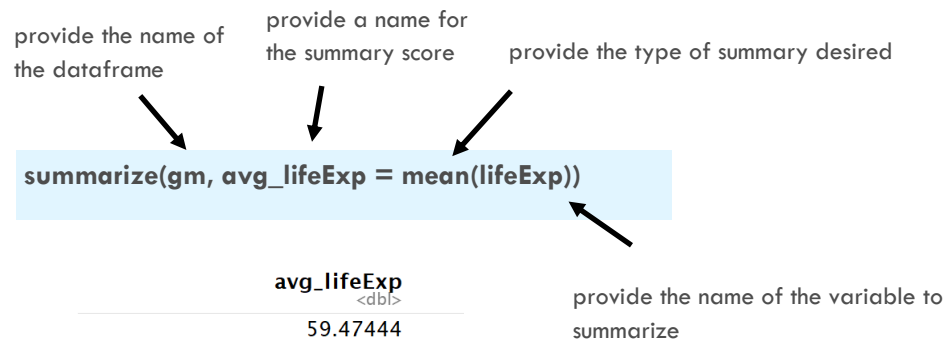 provide the name of
the dataframe
provide a name for
the summary score
provide the type of summary desired
summarize(gm, avg_lifeExp = mean(lifeExp))
avg_lifeExp
<dbl>
59.47444
provide the name of the variable to
summarize